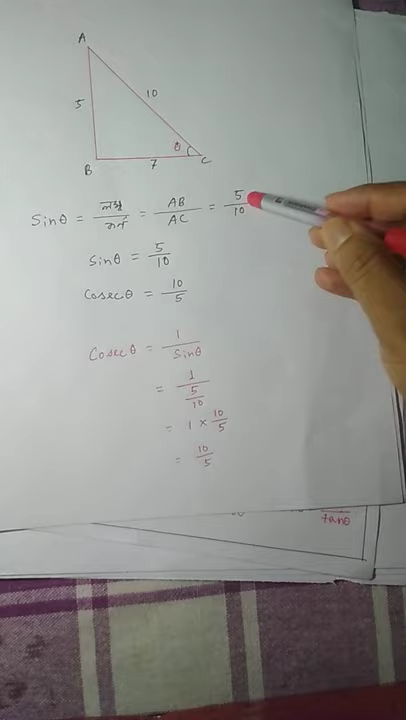 A
5
10
θ
B
7
C
Sinθ = लम्ब/कर्ण = AB/AC = 5/10
Sinθ = 5/10
Cosecθ = 10/5
Cosecθ = 1/Sinθ
= 1/(5/10)
= 1 × 10/5
= 10/5
tanθ